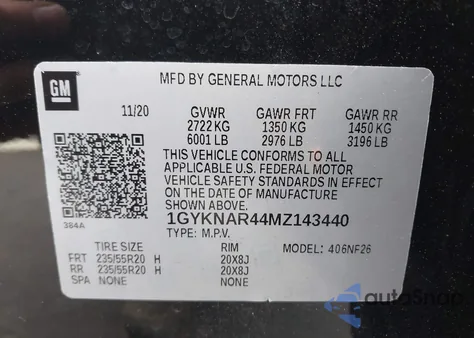 GM
MFD BY GENERAL MOTORS LLC
11/20 GVWR GAWR FRT GAWR RR
2722 KG 1350 KG 1450 KG
6001 LB 2976 LB 3196 LB
THIS VEHICLE CONFORMS TO ALL
APPLICABLE U.S. FEDERAL MOTOR
VEHICLE SAFETY STANDARDS IN EFFECT
ON THE DATE OF MANUFACTURE
SHOWN ABOVE.
384A
1GYKNAR44MZ143440
TYPE: M.P.V. MODEL: 406NF26
TIRE SIZE RIM
FRT 235/55R20 H 20X8J
RR 235/55R20 H 20X8J
SPA NONE NONE
autoSnap